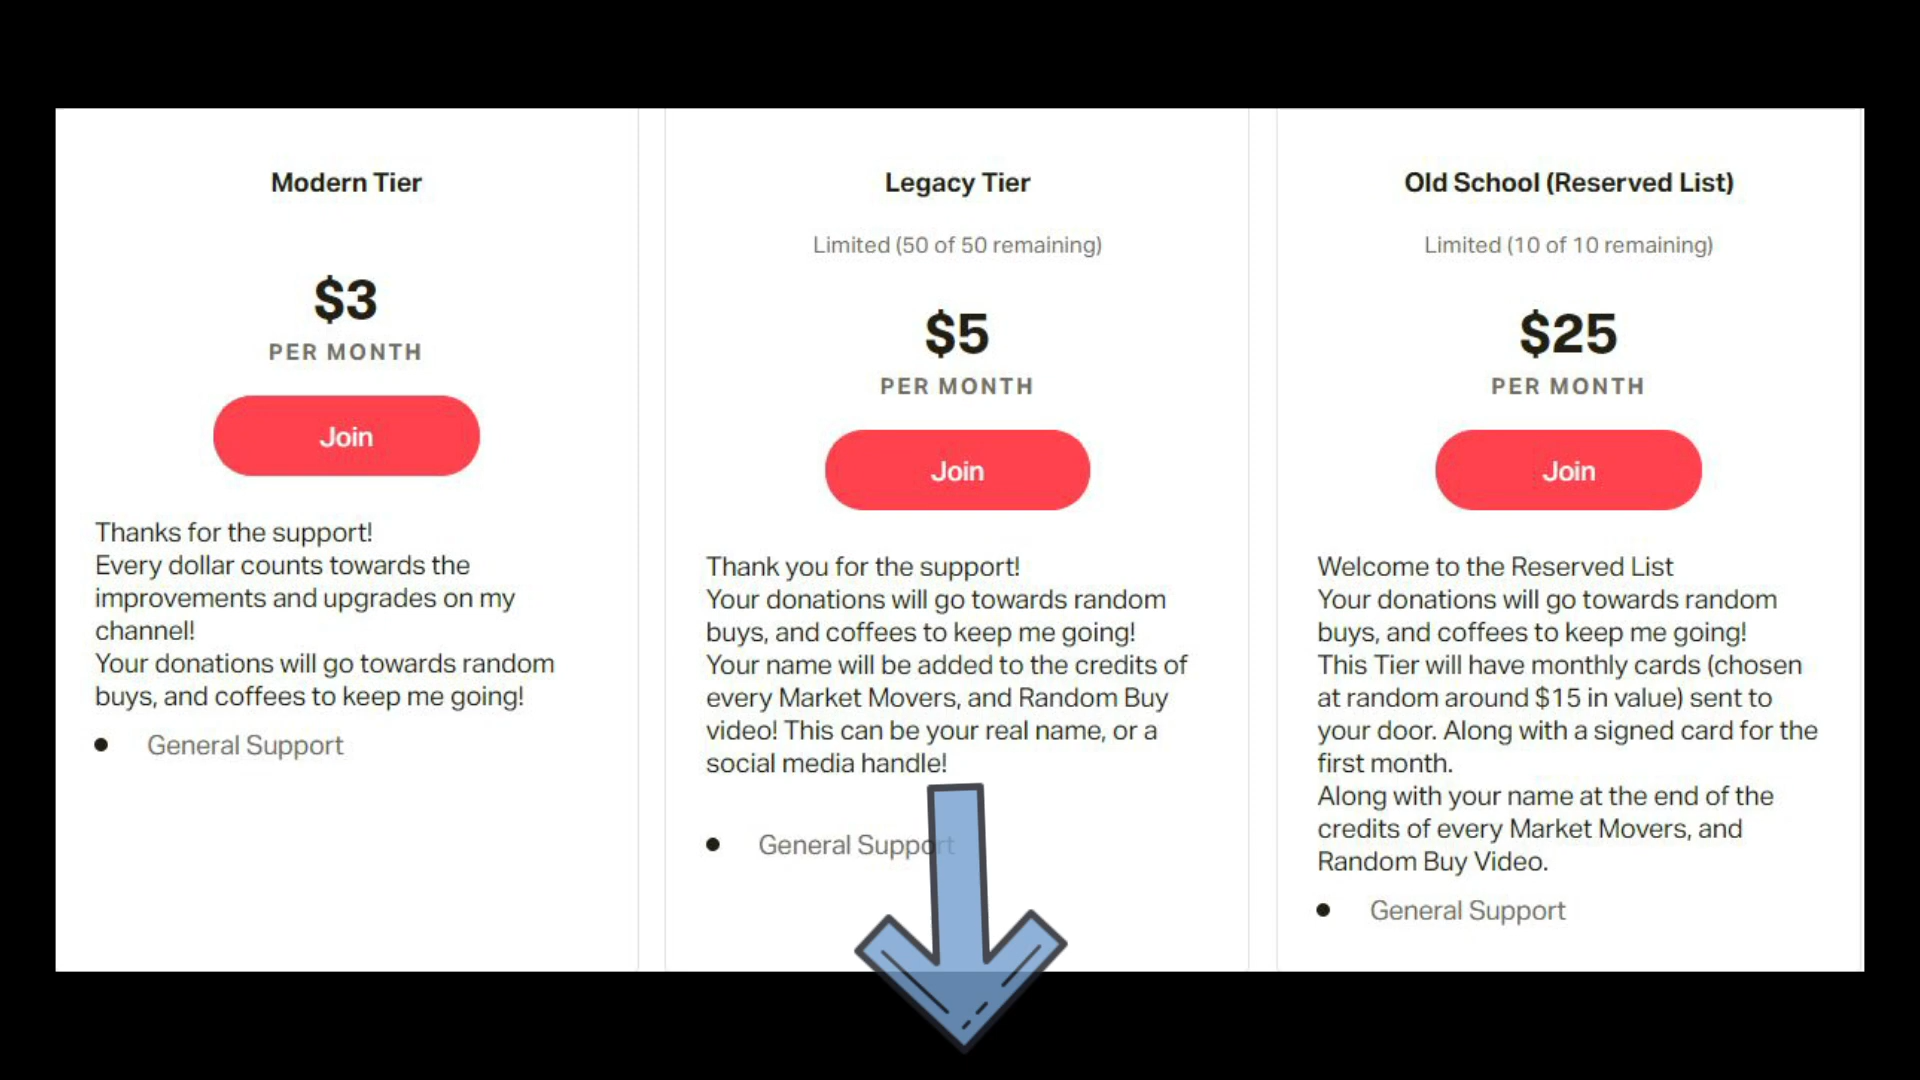 Modern Tier
$3
PER MONTH
Join
Thanks for the support!
Every dollar counts towards the
improvements and upgrades on my
channel!
Your donations will go towards random
buys, and coffees to keep me going!
General Support
Legacy Tier
Limited (50 of 50 remaining)
$5
PER MONTH
Join
Thank you for the support!
Your donations will go towards random
buys, and coffees to keep me going!
Your name will be added to the credits of
every Market Movers, and Random Buy
video! This can be your real name, or a
social media handle!
General Support
Old School (Reserved List)
Limited (10 of 10 remaining)
$25
PER MONTH
Join
Welcome to the Reserved List
Your donations will go towards random
buys, and coffees to keep me going!
This Tier will have monthly cards (chosen
at random around $15 in value) sent to
your door. Along with a signed card for the
first month.
Along with your name at the end of the
credits of every Market Movers, and
Random Buy Video.
General Support